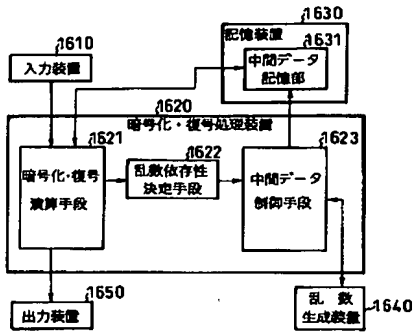 1630
記憶装置
1631
中間データ
記憶部
1610
入力装置
1620
暗号化・復号処理装置
1621
暗号化・復号
演算手段
1622
乱数依存性
決定手段
1623
中間データ
制御手段
1650
出力装置
乱数
生成装置
1640